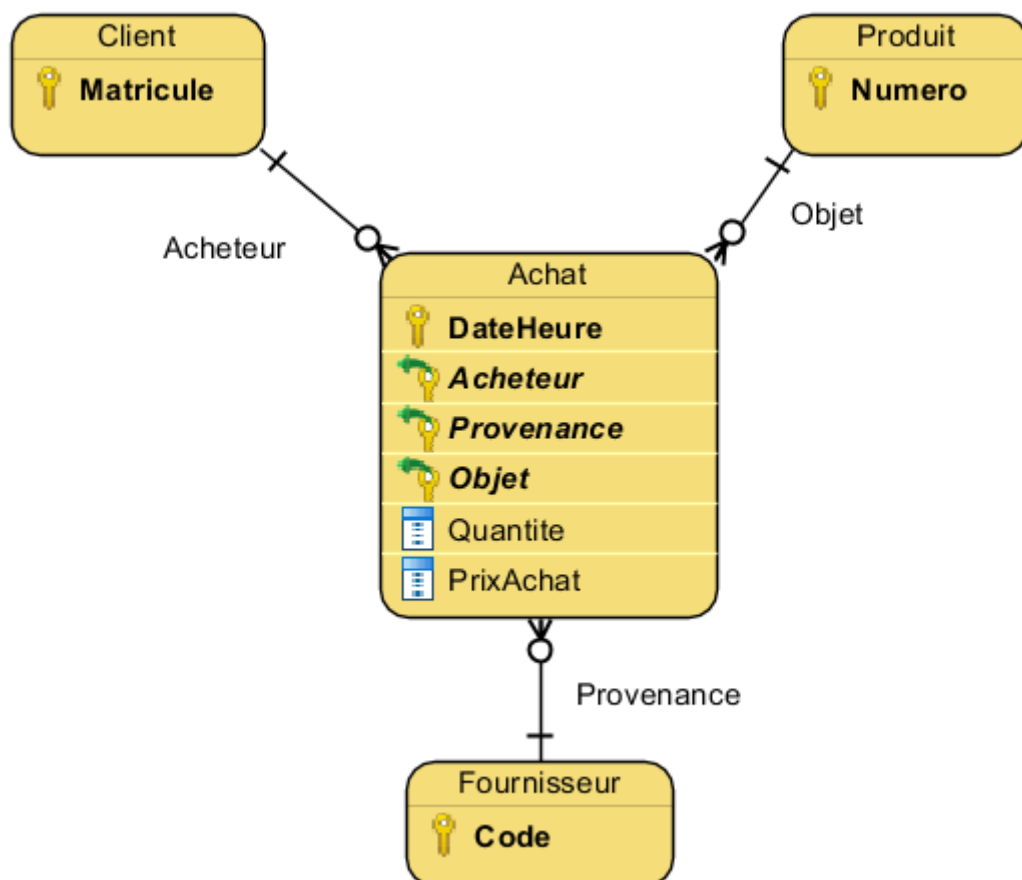 Client
Matricule
Produit
Numero
Acheteur
Objet
Achat
DateHeure
Acheteur
Provenance
Objet
Quantite
PrixAchat
Provenance
Fournisseur
Code